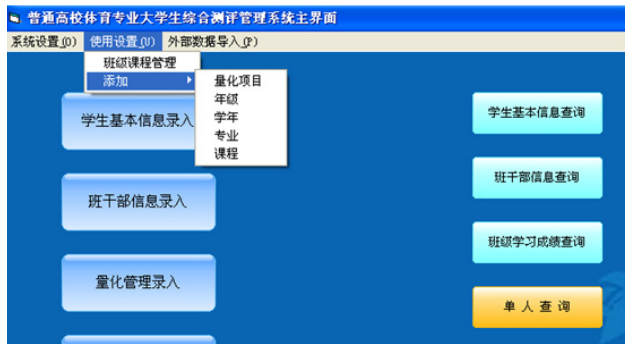 普通高校体育专业大学生综合测评管理系统主界面
系统设置(O) 使用设置(U) 外部数据导入(P)
班级课程管理
添加
量化项目
年级
学年
专业
课程
学生基本信息录入
班干部信息录入
量化管理录入
学生基本信息查询
班干部信息查询
班级学习成绩查询
单人查询